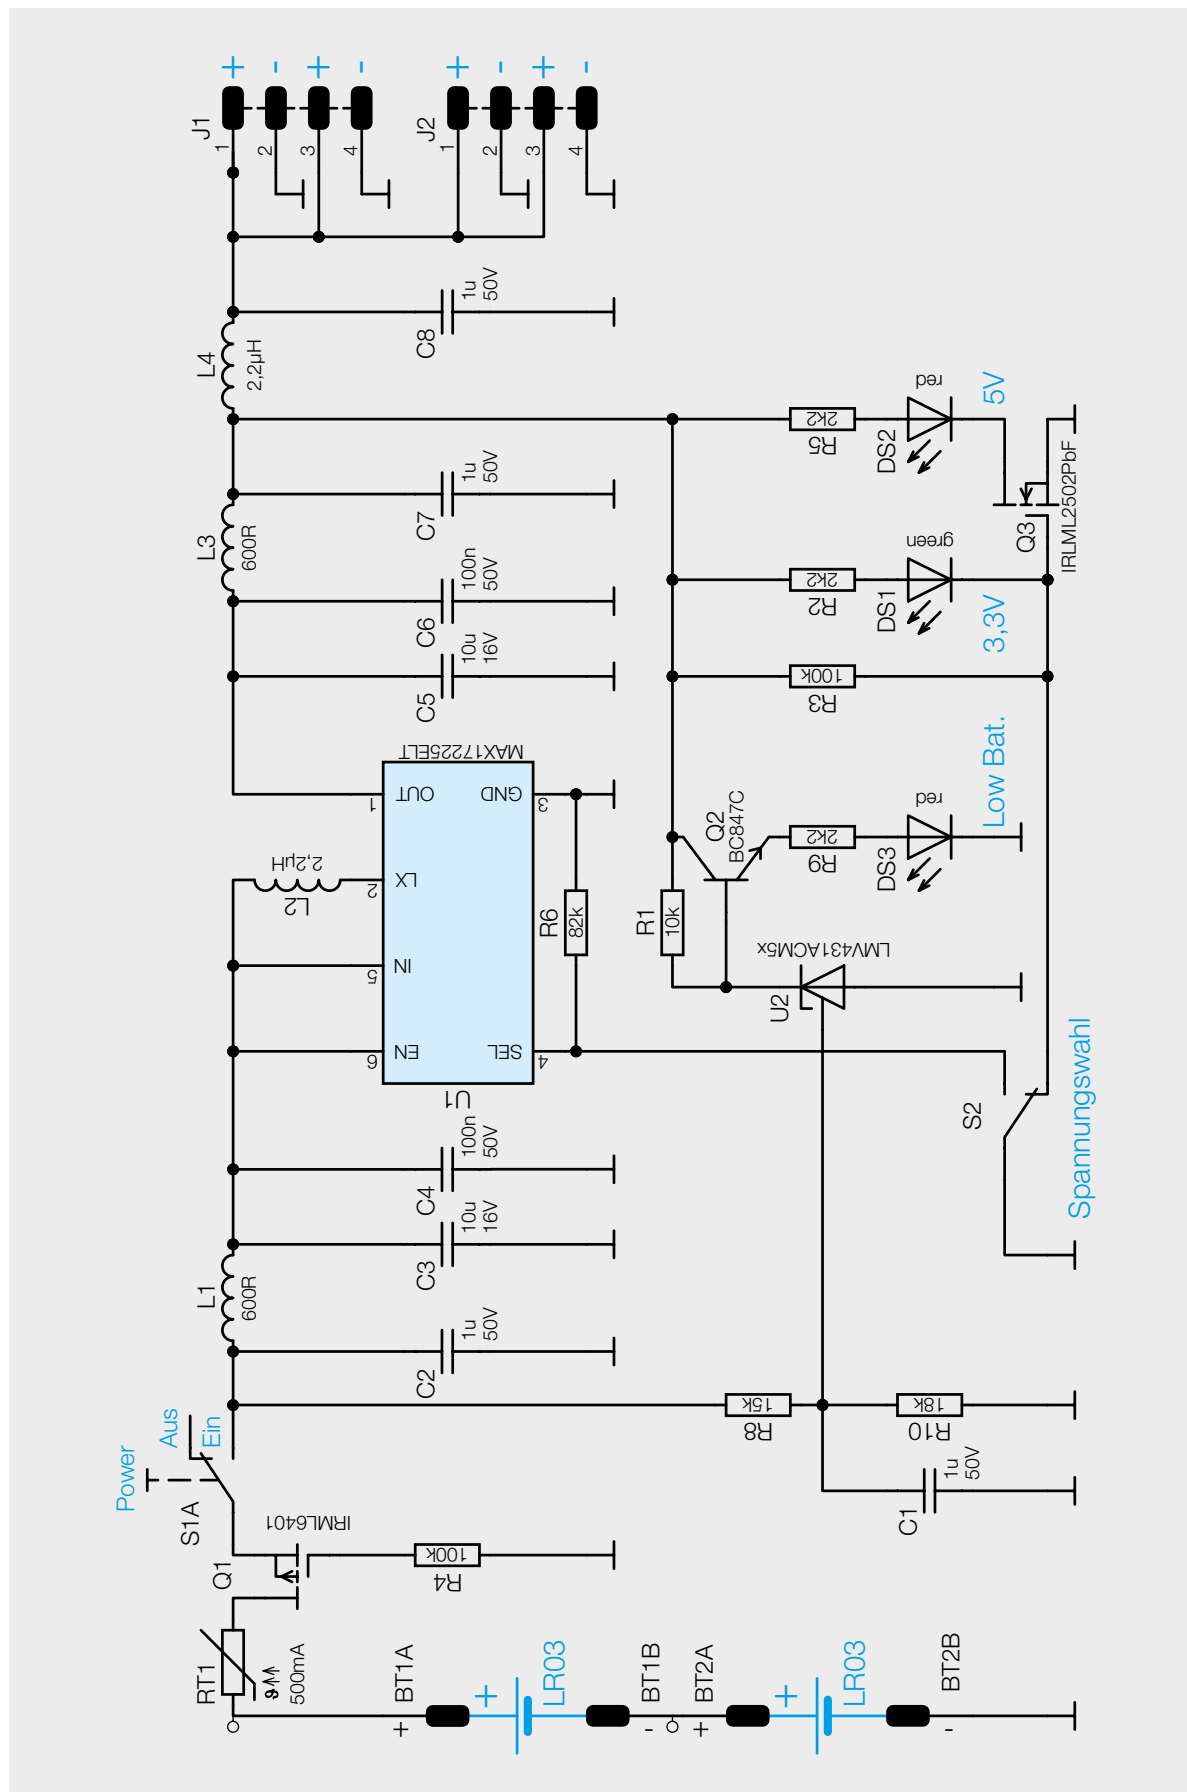 J1
1
+
2
-
3
+
4
-
J2
1
+
2
-
3
+
4
-
L4
2,2µH
C8
1u
50V
L3
600R
C7
1u
50V
C6
100n
50V
C5
10u
16V
R5
2k2
DS2
red
5V
Q3
IRLML2502PbF
R2
2k2
DS1
green
3,3V
R3
100k
MAX17225ELT
OUT
1
GND
3
LX
2
IN
5
EN
6
SEL
4
U1
L2
2,2µH
R6
82k
R1
10k
Q2
BC847C
R9
2k2
DS3
red
Low Bat.
U2
LMV431ACM5x
S2
Spannungswahl
C4
100n
50V
C3
10u
16V
L1
600R
C2
1u
50V
R8
15k
R10
18k
C1
1u
50V
Power
Aus
Ein
S1A
Q1
IRML6401
R4
100k
RT1
500mA
BT1A
+
+
LR03
BT1B
-
BT2A
+
+
LR03
BT2B
-